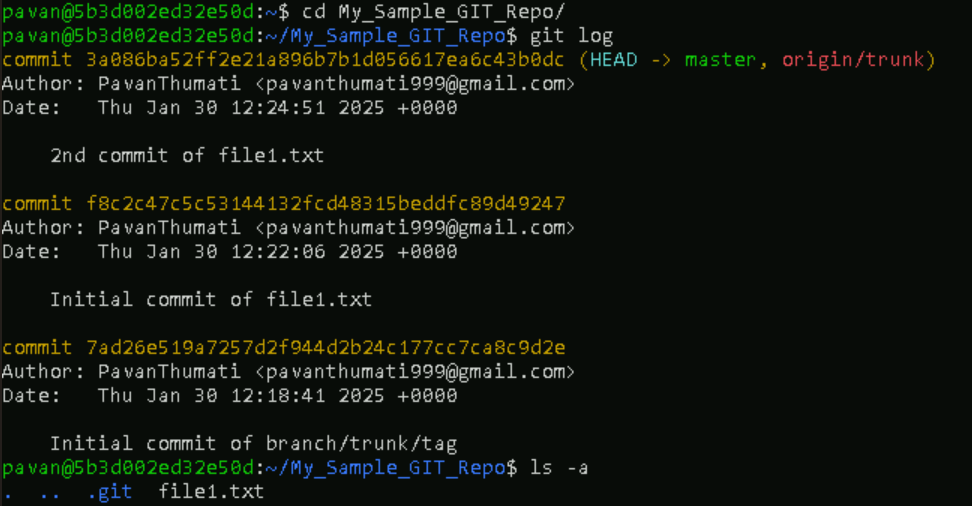 pavan@5b3d002ed32e50d:~$ cd My_Sample_GIT_Repo/
pavan@5b3d002ed32e50d:~/My_Sample_GIT_Repo$ git log
commit 3a086ba52ff2e21a896b7b1d056617ea6c43b0dc (HEAD -> master, origin/trunk)
Author: PavanThumati <pavanthumati999@gmail.com>
Date:   Thu Jan 30 12:24:51 2025 +0000
    2nd commit of file1.txt
commit f8c2c47c5c53144132fcd48315beddfc89d49247
Author: PavanThumati <pavanthumati999@gmail.com>
Date:   Thu Jan 30 12:22:06 2025 +0000
    Initial commit of file1.txt
commit 7ad26e519a7257d2f944d2b24c177cc7ca8c9d2e
Author: PavanThumati <pavanthumati999@gmail.com>
Date:   Thu Jan 30 12:18:41 2025 +0000
    Initial commit of branch/trunk/tag
pavan@5b3d002ed32e50d:~/My_Sample_GIT_Repo$ ls -a
.  ..  .git  file1.txt